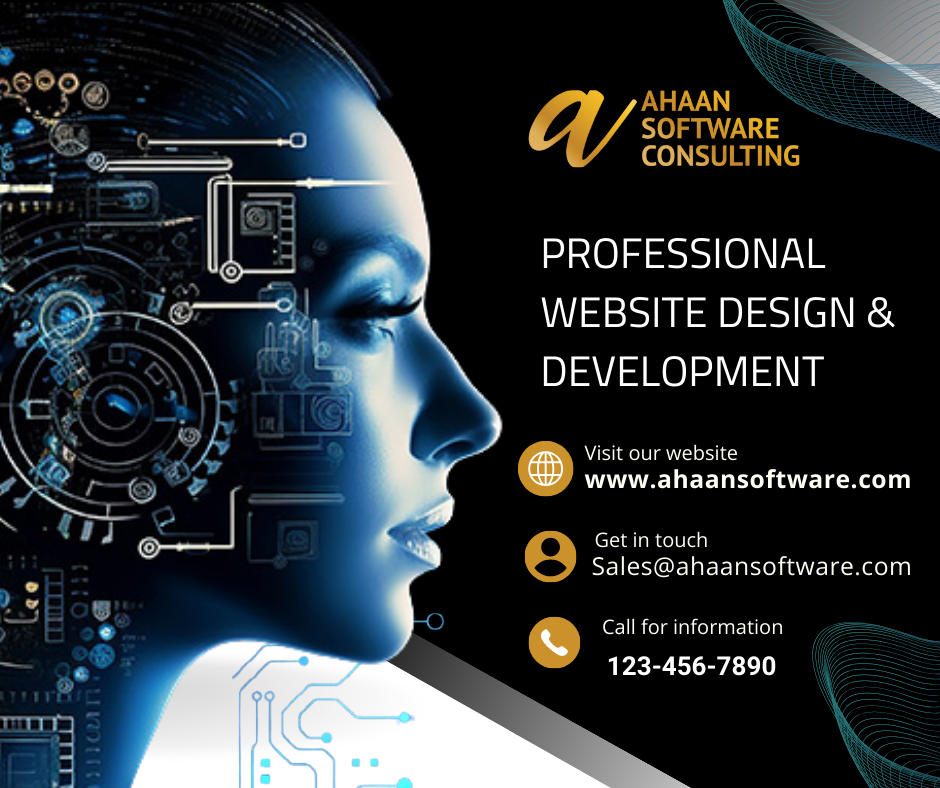 AHAAN
SOFTWARE
CONSULTING
PROFESSIONAL
WEBSITE DESIGN &
DEVELOPMENT
Visit our website
www.ahaansoftware.com
Get in touch
Sales@ahaansoftware.com
Call for information
123-456-7890